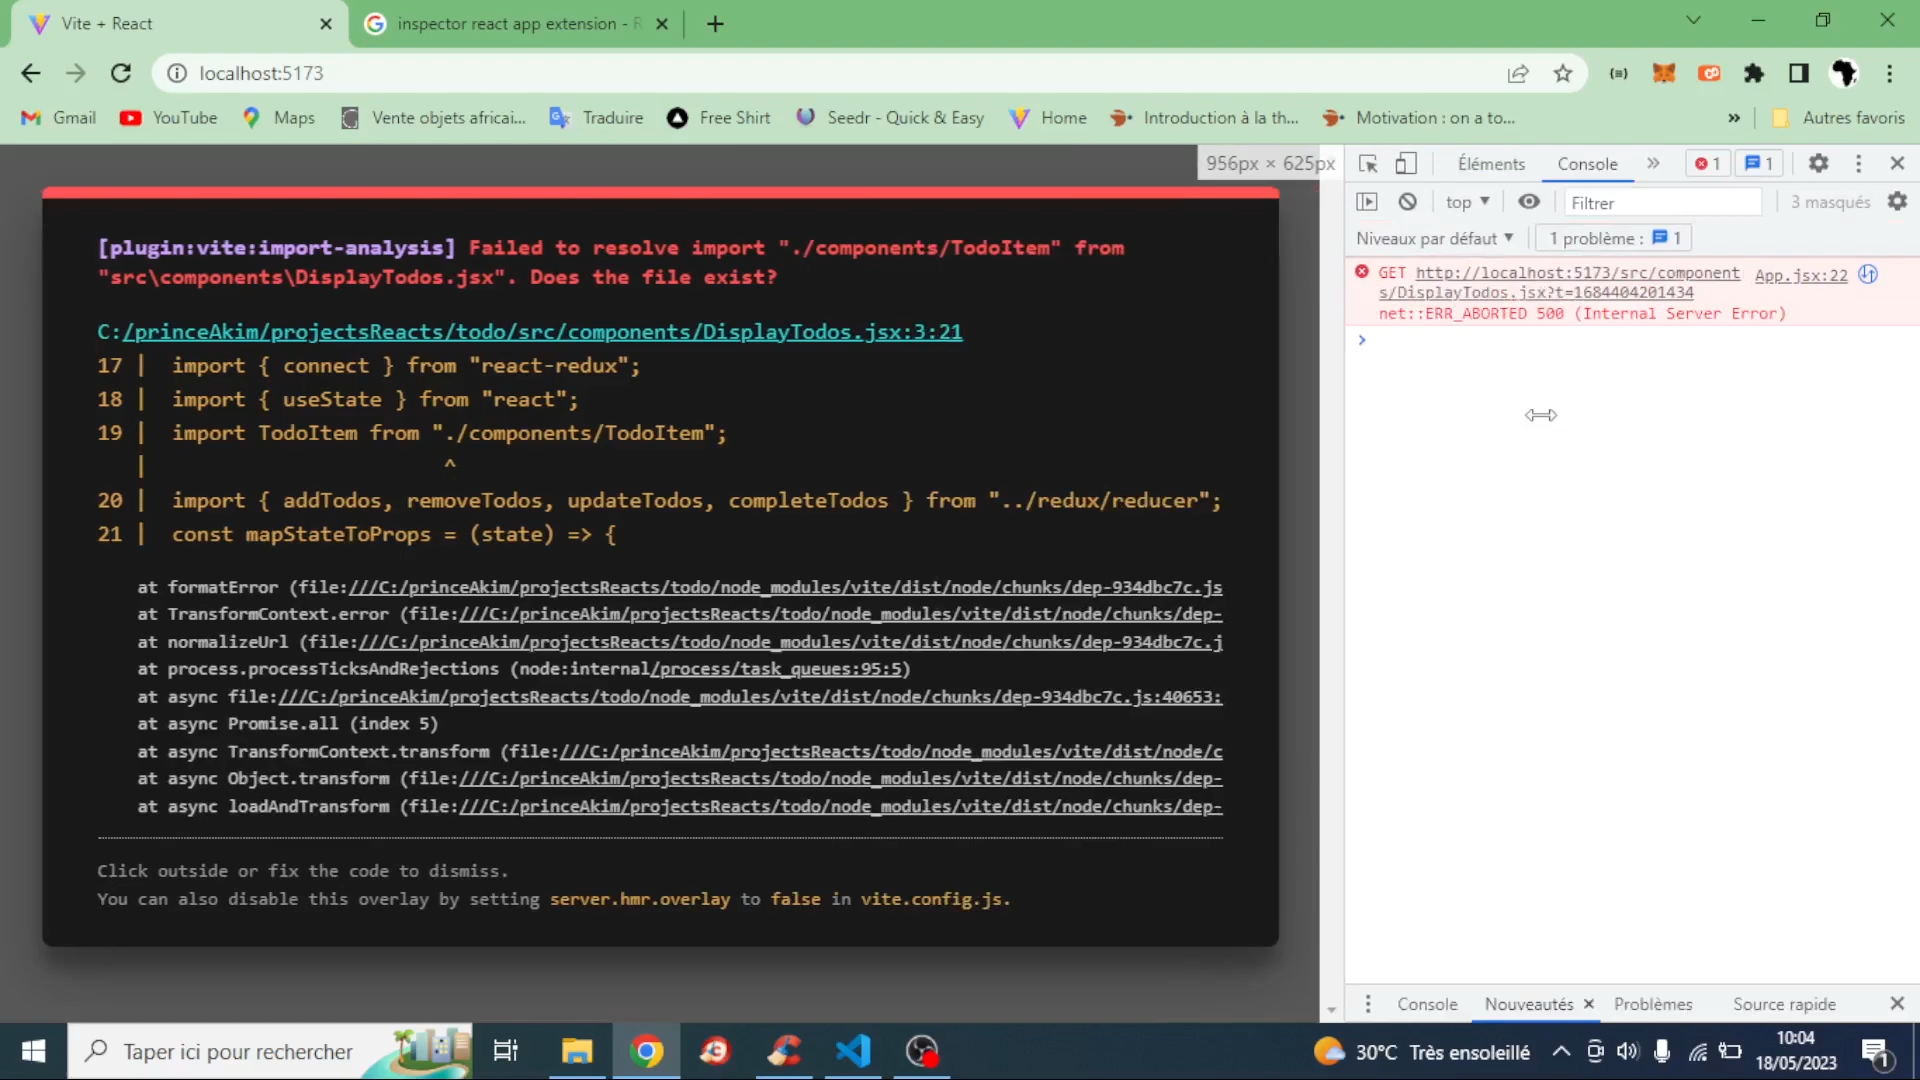 Vite + React
inspector react app extension - R
localhost:5173
Gmail
YouTube
Maps
Vente objets africai...
Traduire
Free Shirt
Seedr - Quick & Easy
Home
Introduction à la th...
Motivation : on a to...
»
Autres favoris
956px × 625px
Éléments
Console
»
1
1
top ▼
Filtrer
3 masqués
Niveaux par défaut ▼
1 problème : 1
GET http://localhost:5173/src/component App.jsx:22
s/DisplayTodos.jsx?t=1684404201434
net::ERR_ABORTED 500 (Internal Server Error)
[plugin:vite:import-analysis] Failed to resolve import "./components/TodoItem" from
"src\components\DisplayTodos.jsx". Does the file exist?
C:/princeAkim/projectsReacts/todo/src/components/DisplayTodos.jsx:3:21
17 | import { connect } from "react-redux";
18 | import { useState } from "react";
19 | import TodoItem from "./components/TodoItem";
| ^
20 | import { addTodos, removeTodos, updateTodos, completeTodos } from "../redux/reducer";
21 | const mapStateToProps = (state) => {
at formatError (file:///C:/princeAkim/projectsReacts/todo/node_modules/vite/dist/node/chunks/dep-934dbc7c.js
at TransformContext.error (file:///C:/princeAkim/projectsReacts/todo/node_modules/vite/dist/node/chunks/dep-
at normalizeUrl (file:///C:/princeAkim/projectsReacts/todo/node_modules/vite/dist/node/chunks/dep-934dbc7c.j
at process.processTicksAndRejections (node:internal/process/task_queues:95:5)
at async file:///C:/princeAkim/projectsReacts/todo/node_modules/vite/dist/node/chunks/dep-934dbc7c.js:40653:
at async Promise.all (index 5)
at async TransformContext.transform (file:///C:/princeAkim/projectsReacts/todo/node_modules/vite/dist/node/c
at async Object.transform (file:///C:/princeAkim/projectsReacts/todo/node_modules/vite/dist/node/chunks/dep-
at async loadAndTransform (file:///C:/princeAkim/projectsReacts/todo/node_modules/vite/dist/node/chunks/dep-
Click outside or fix the code to dismiss.
You can also disable this overlay by setting server.hmr.overlay to false in vite.config.js.
Console
Nouveautés
Problèmes
Source rapide
Taper ici pour rechercher
30°C Très ensoleillé
10:04
18/05/2023
1